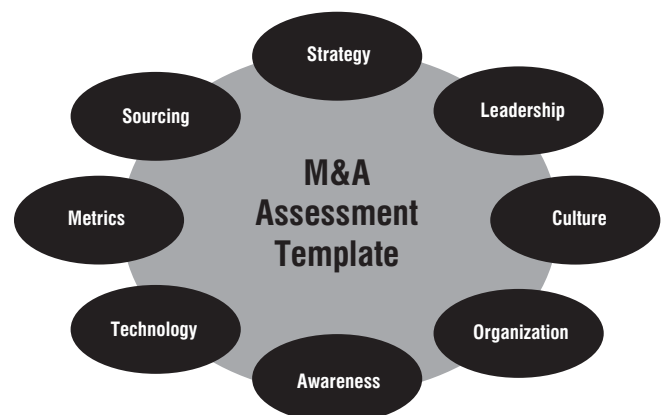 Strategy
Leadership
Culture
Organization
Awareness
Technology
Metrics
Sourcing
M&A
Assessment
Template